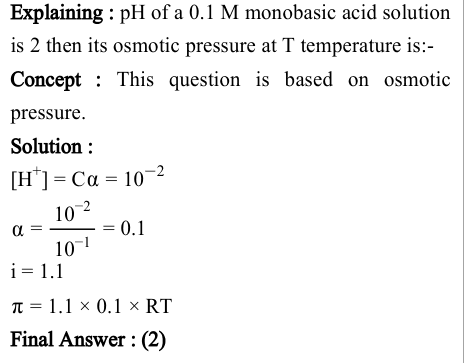 Explaining : pH of a 0.1 M monobasic acid solution
is 2 then its osmotic pressure at T temperature is:-
Concept : This question is based on osmotic
pressure.
Solution :
[H⁺] = Cα = 10⁻²
α = 10⁻² / 10⁻¹ = 0.1
i = 1.1
π = 1.1 × 0.1 × RT
Final Answer : (2)